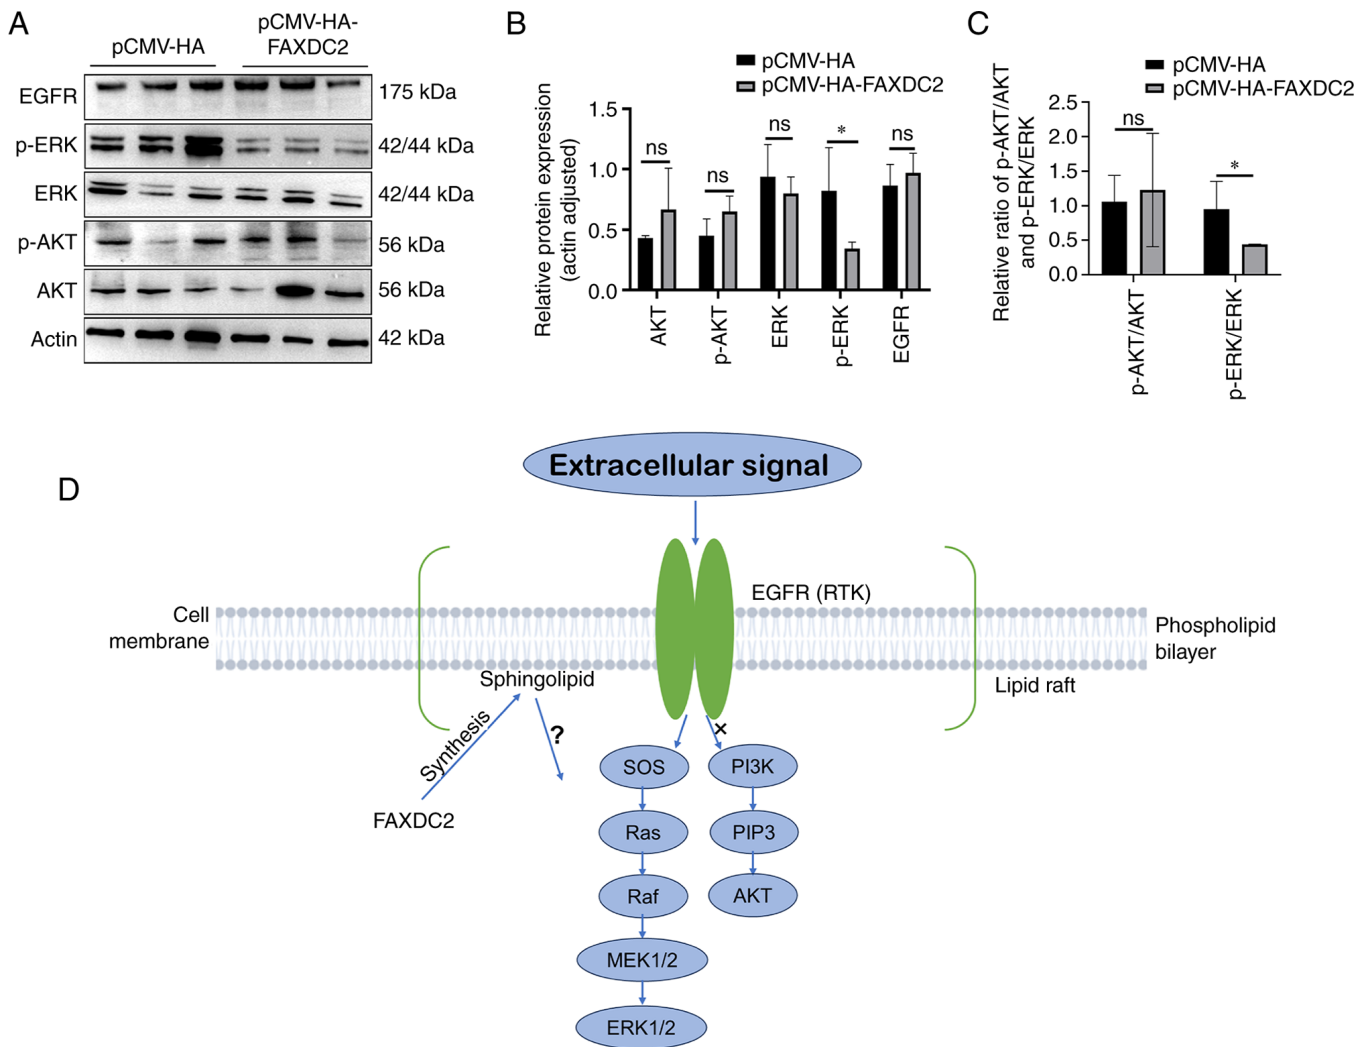 A
pCMV-HA
pCMV-HA-
FAXDC2
EGFR
175 kDa
p-ERK
42/44 kDa
ERK
42/44 kDa
p-AKT
56 kDa
AKT
56 kDa
Actin
42 kDa
B
pCMV-HA
pCMV-HA-FAXDC2
Relative protein expression
(actin adjusted)
1.5
1.0
0.5
0.0
ns
ns
ns
*
ns
AKT
p-AKT
ERK
p-ERK
EGFR
C
pCMV-HA
pCMV-HA-FAXDC2
Relative ratio of p-AKT/AKT
and p-ERK/ERK
2.5
2.0
1.5
1.0
0.5
0.0
ns
*
p-AKT/AKT
p-ERK/ERK
D
Extracellular signal
EGFR (RTK)
Cell
membrane
Phospholipid
bilayer
Sphingolipid
Lipid raft
Synthesis
?
×
FAXDC2
SOS
PI3K
Ras
PIP3
Raf
AKT
MEK1/2
ERK1/2